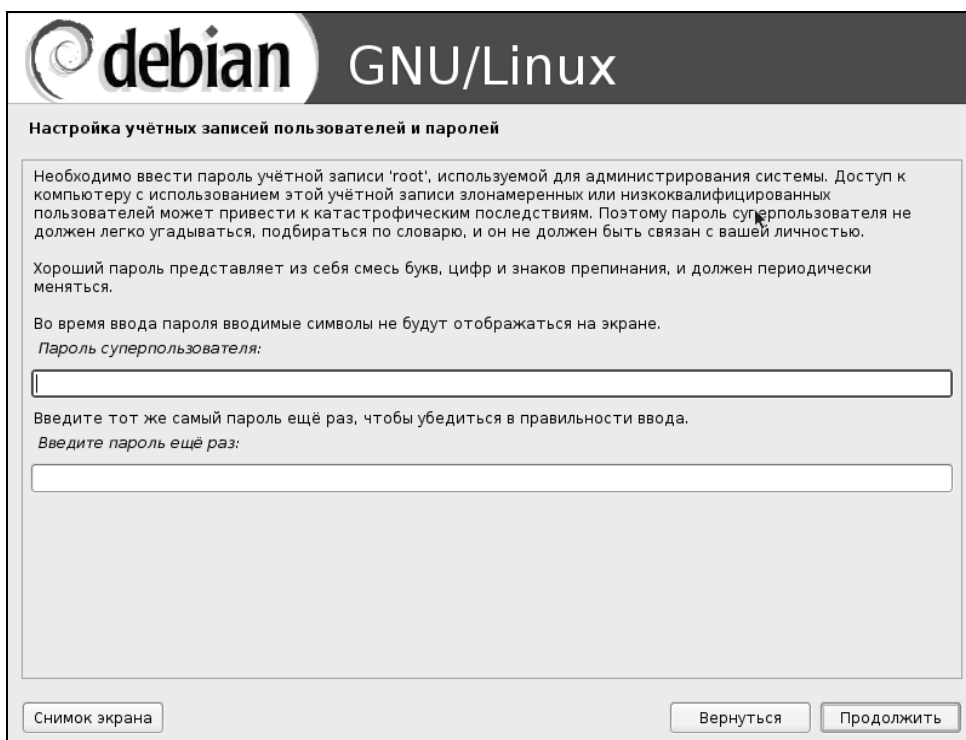 debian GNU/Linux
Настройка учётных записей пользователей и паролей
Необходимо ввести пароль учётной записи 'root', используемой для администрирования системы. Доступ к
компьютеру с использованием этой учётной записи злонамеренных или низкоквалифицированных
пользователей может привести к катастрофическим последствиям. Поэтому пароль суперпользователя не
должен легко угадываться, подбираться по словарю, и он не должен быть связан с вашей личностью.
Хороший пароль представляет из себя смесь букв, цифр и знаков препинания, и должен периодически
меняться.
Во время ввода пароля вводимые символы не будут отображаться на экране.
Пароль суперпользователя:
Введите тот же самый пароль ещё раз, чтобы убедиться в правильности ввода.
Введите пароль ещё раз:
Снимок экрана Вернуться Продолжить